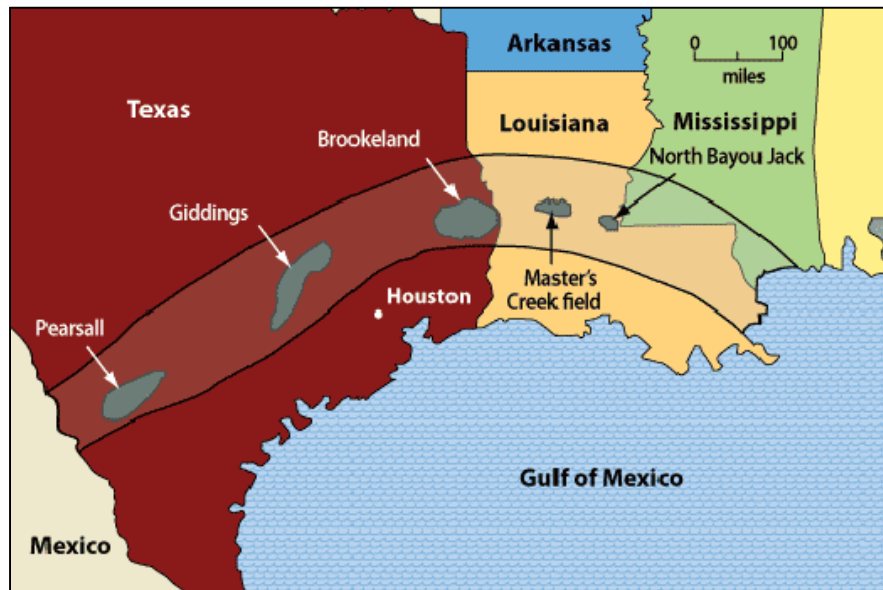 Arkansas
0 100
miles
Texas
Louisiana
Mississippi
Brookeland
North Bayou Jack
Giddings
Master's
Creek field
Houston
Pearsall
Gulf of Mexico
Mexico